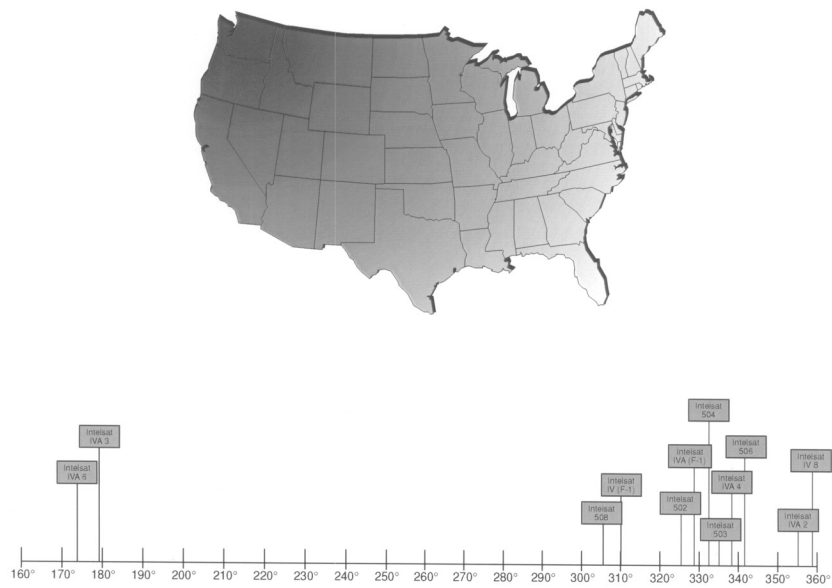 Intelsat
504
Intelsat
IVA 3
Intelsat
506
Intelsat
IVA (F-1)
Intelsat
IV 8
Intelsat
IVA 6
Intelsat
IV (F-1)
Intelsat
IVA 4
Intelsat
502
Intelsat
508
Intelsat
503
Intelsat
IVA 2
160° 170° 180° 190° 200° 210° 220° 230° 240° 250° 260° 270° 280° 290° 300° 310° 320° 330° 340° 350°